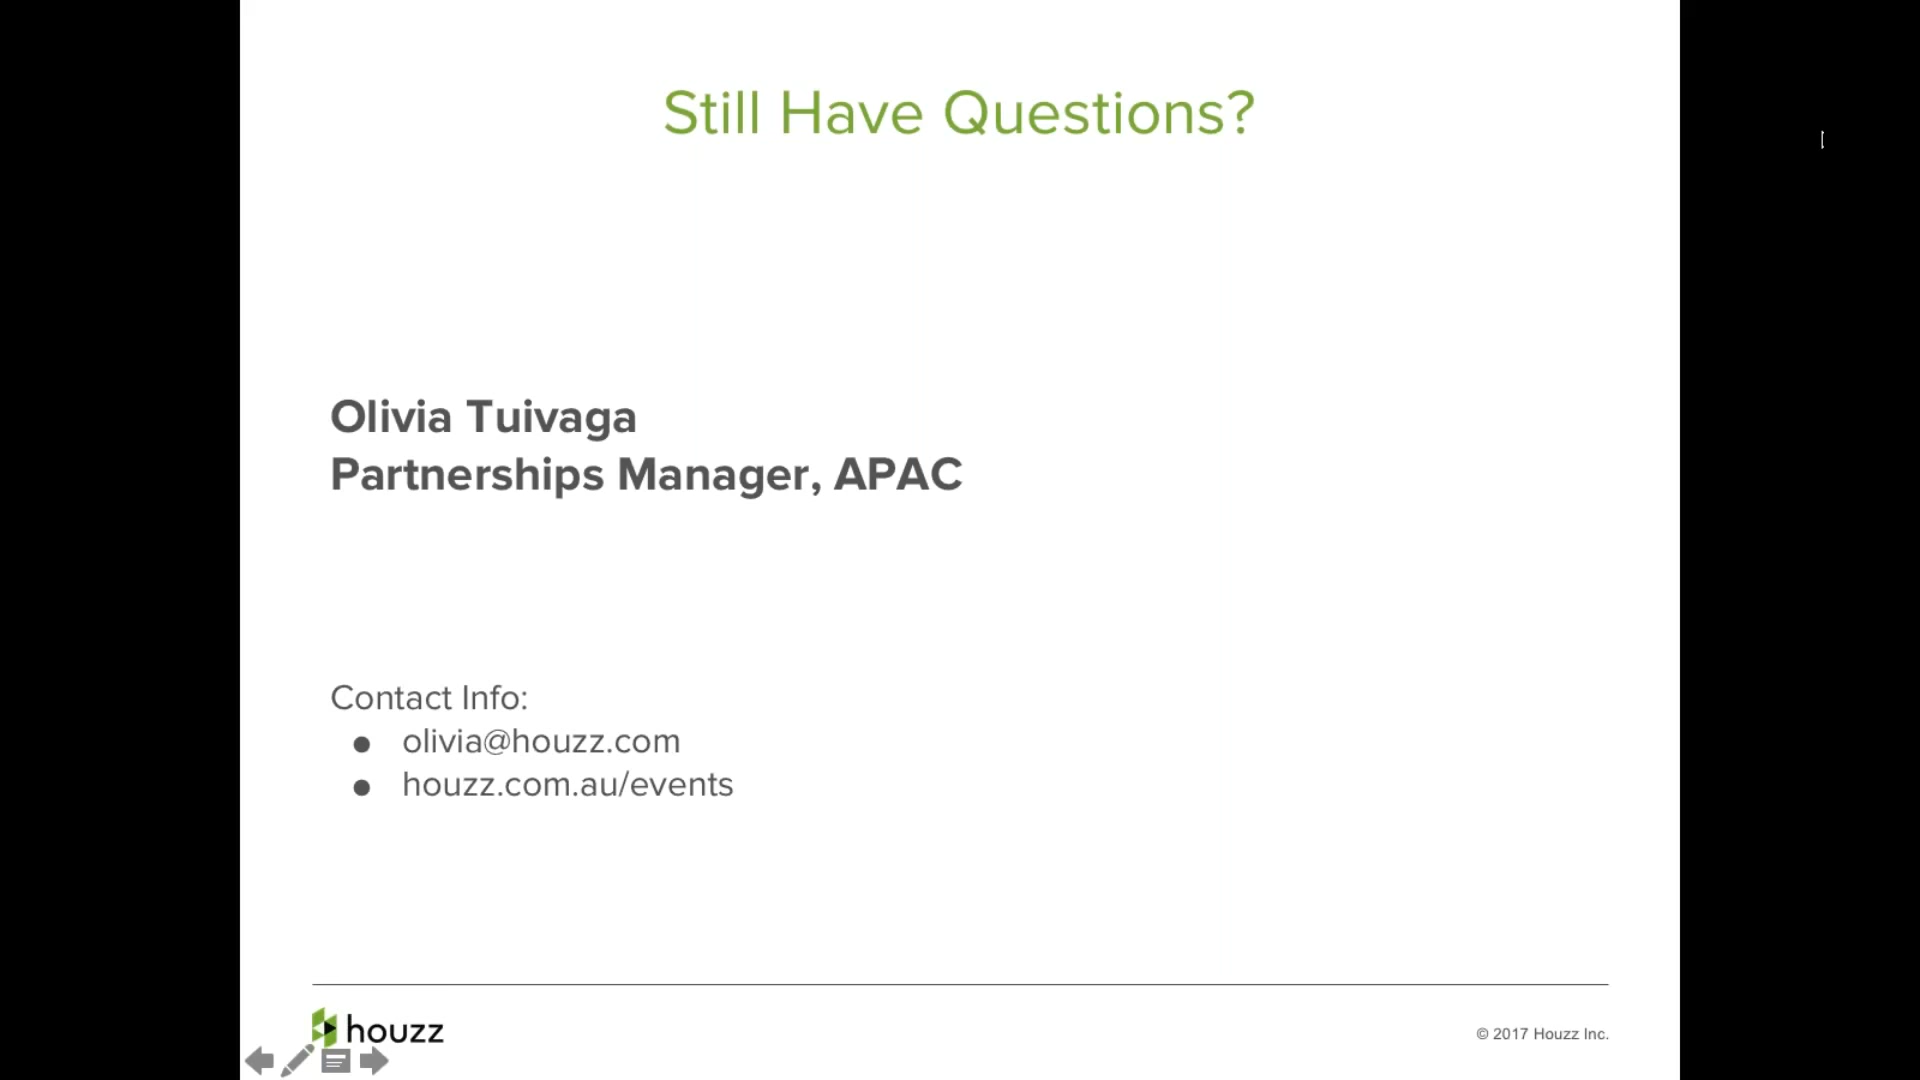 Still Have Questions?
Olivia Tuivaga
Partnerships Manager, APAC
Contact Info:
● olivia@houzz.com
● houzz.com.au/events
houzz
© 2017 Houzz Inc.